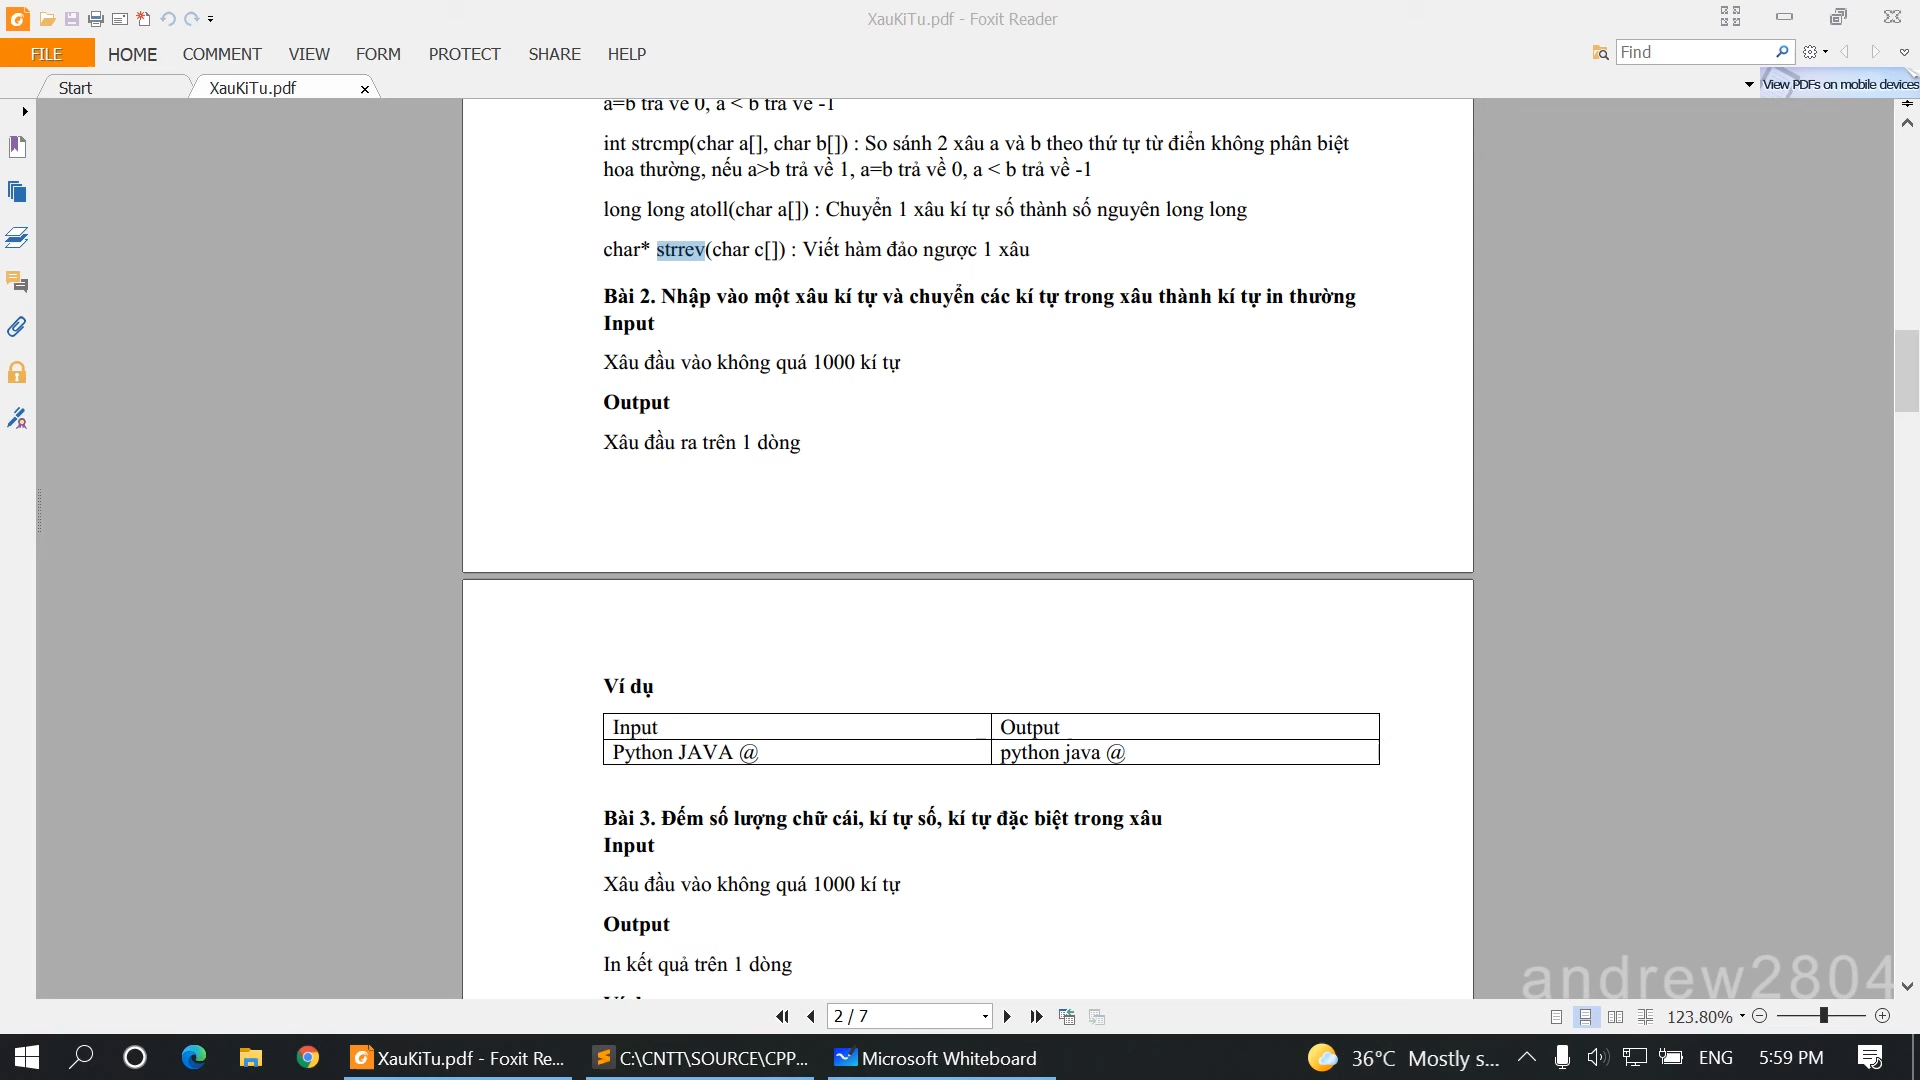 XauKiTu.pdf - Foxit Reader
FILE HOME COMMENT VIEW FORM PROTECT SHARE HELP
Find
Start XauKiTu.pdf
View PDFs on mobile devices
a=b trả về 0, a < b trả về -1
int strcmp(char a[], char b[]) : So sánh 2 xâu a và b theo thứ tự từ điển không phân biệt
hoa thường, nếu a>b trả về 1, a=b trả về 0, a < b trả về -1
long long atoll(char a[]) : Chuyển 1 xâu kí tự số thành số nguyên long long
char* strrev(char c[]) : Viết hàm đảo ngược 1 xâu
Bài 2. Nhập vào một xâu kí tự và chuyển các kí tự trong xâu thành kí tự in thường
Input
Xâu đầu vào không quá 1000 kí tự
Output
Xâu đầu ra trên 1 dòng
Ví dụ
Input Output
Python JAVA @ python java @
Bài 3. Đếm số lượng chữ cái, kí tự số, kí tự đặc biệt trong xâu
Input
Xâu đầu vào không quá 1000 kí tự
Output
In kết quả trên 1 dòng
andrew2804
2 / 7
123.80%
XauKiTu.pdf - Foxit Re... C:\CNTT\SOURCE\CPP... Microsoft Whiteboard 36°C Mostly s... ENG 5:59 PM